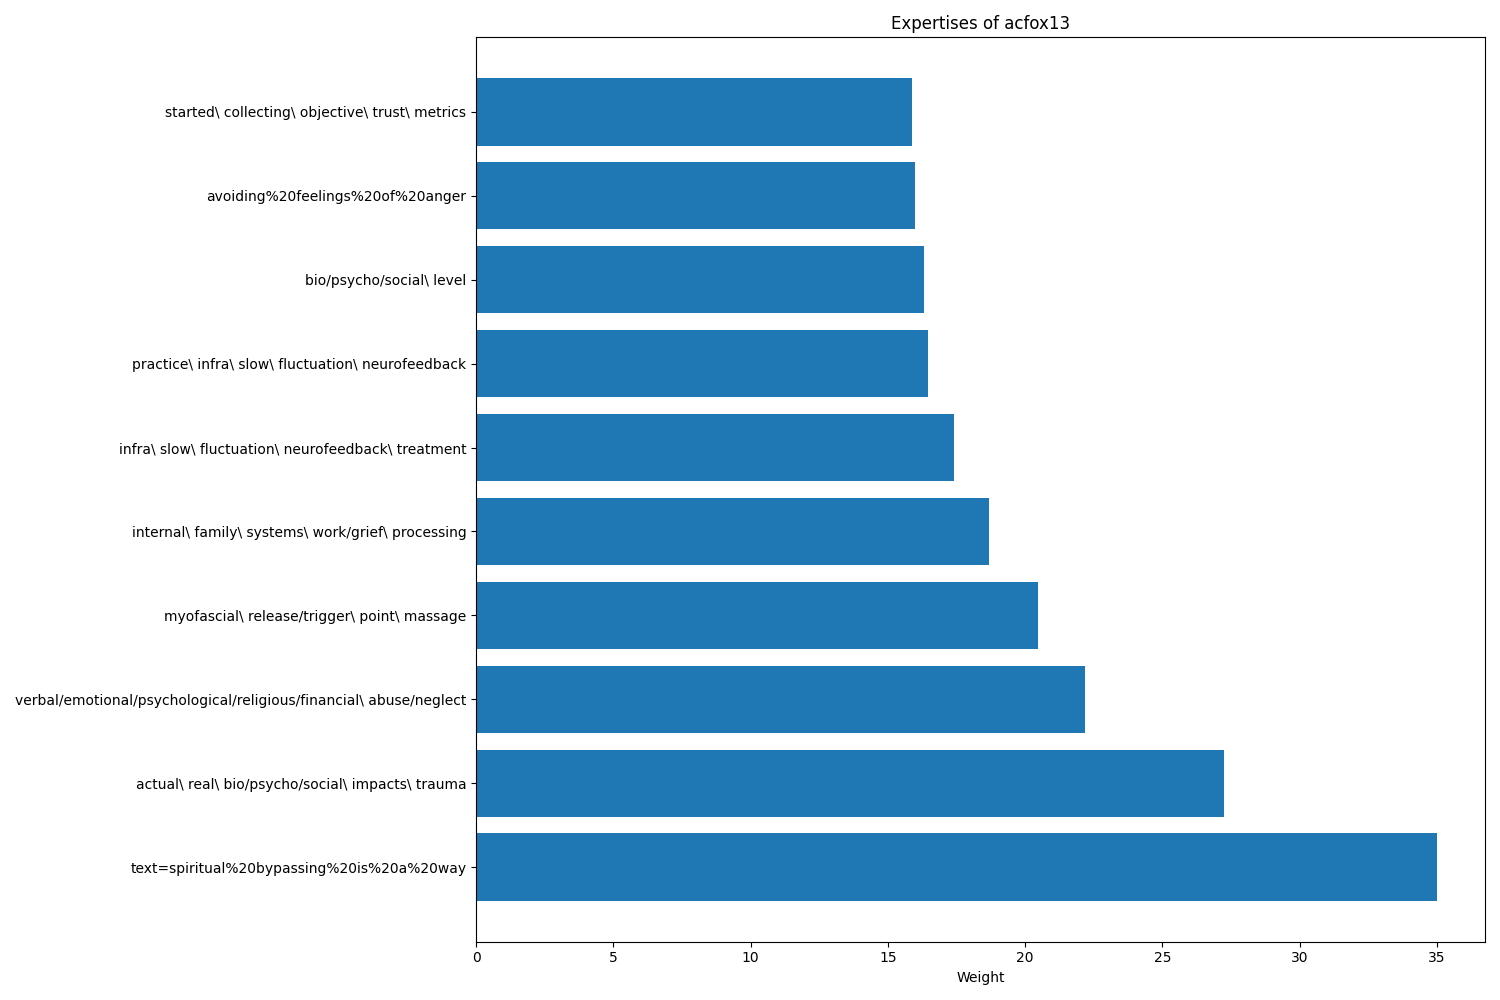 Expertises of acfox13
started\ collecting\ objective\ trust\ metrics
avoiding%20feelings%20of%20anger
bio/psycho/social\ level
practice\ infra\ slow\ fluctuation\ neurofeedback
infra\ slow\ fluctuation\ neurofeedback\ treatment
internal\ family\ systems\ work/grief\ processing
myofascial\ release/trigger\ point\ massage
verbal/emotional/psychological/religious/financial\ abuse/neglect
actual\ real\ bio/psycho/social\ impacts\ trauma
text=spiritual%20bypassing%20is%20a%20way
0 5 10 15 20 25 30 35
Weight